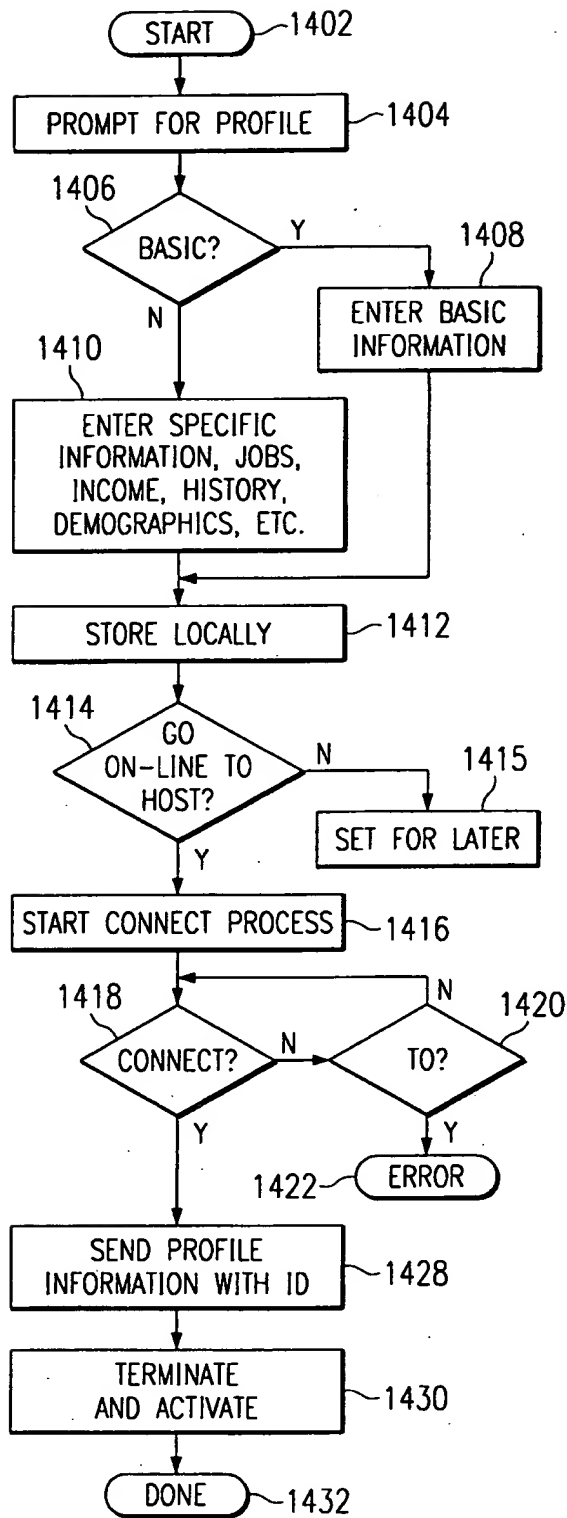 START
1402
PROMPT FOR PROFILE
1404
1406
BASIC?
Y
N
1408
ENTER BASIC
INFORMATION
1410
ENTER SPECIFIC
INFORMATION, JOBS,
INCOME, HISTORY,
DEMOGRAPHICS, ETC.
STORE LOCALLY
1412
1414
GO
ON-LINE TO
HOST?
N
Y
1415
SET FOR LATER
START CONNECT PROCESS
1416
1418
CONNECT?
N
Y
N
1420
TO?
Y
1422
ERROR
SEND PROFILE
INFORMATION WITH ID
1428
TERMINATE
AND ACTIVATE
1430
DONE
1432